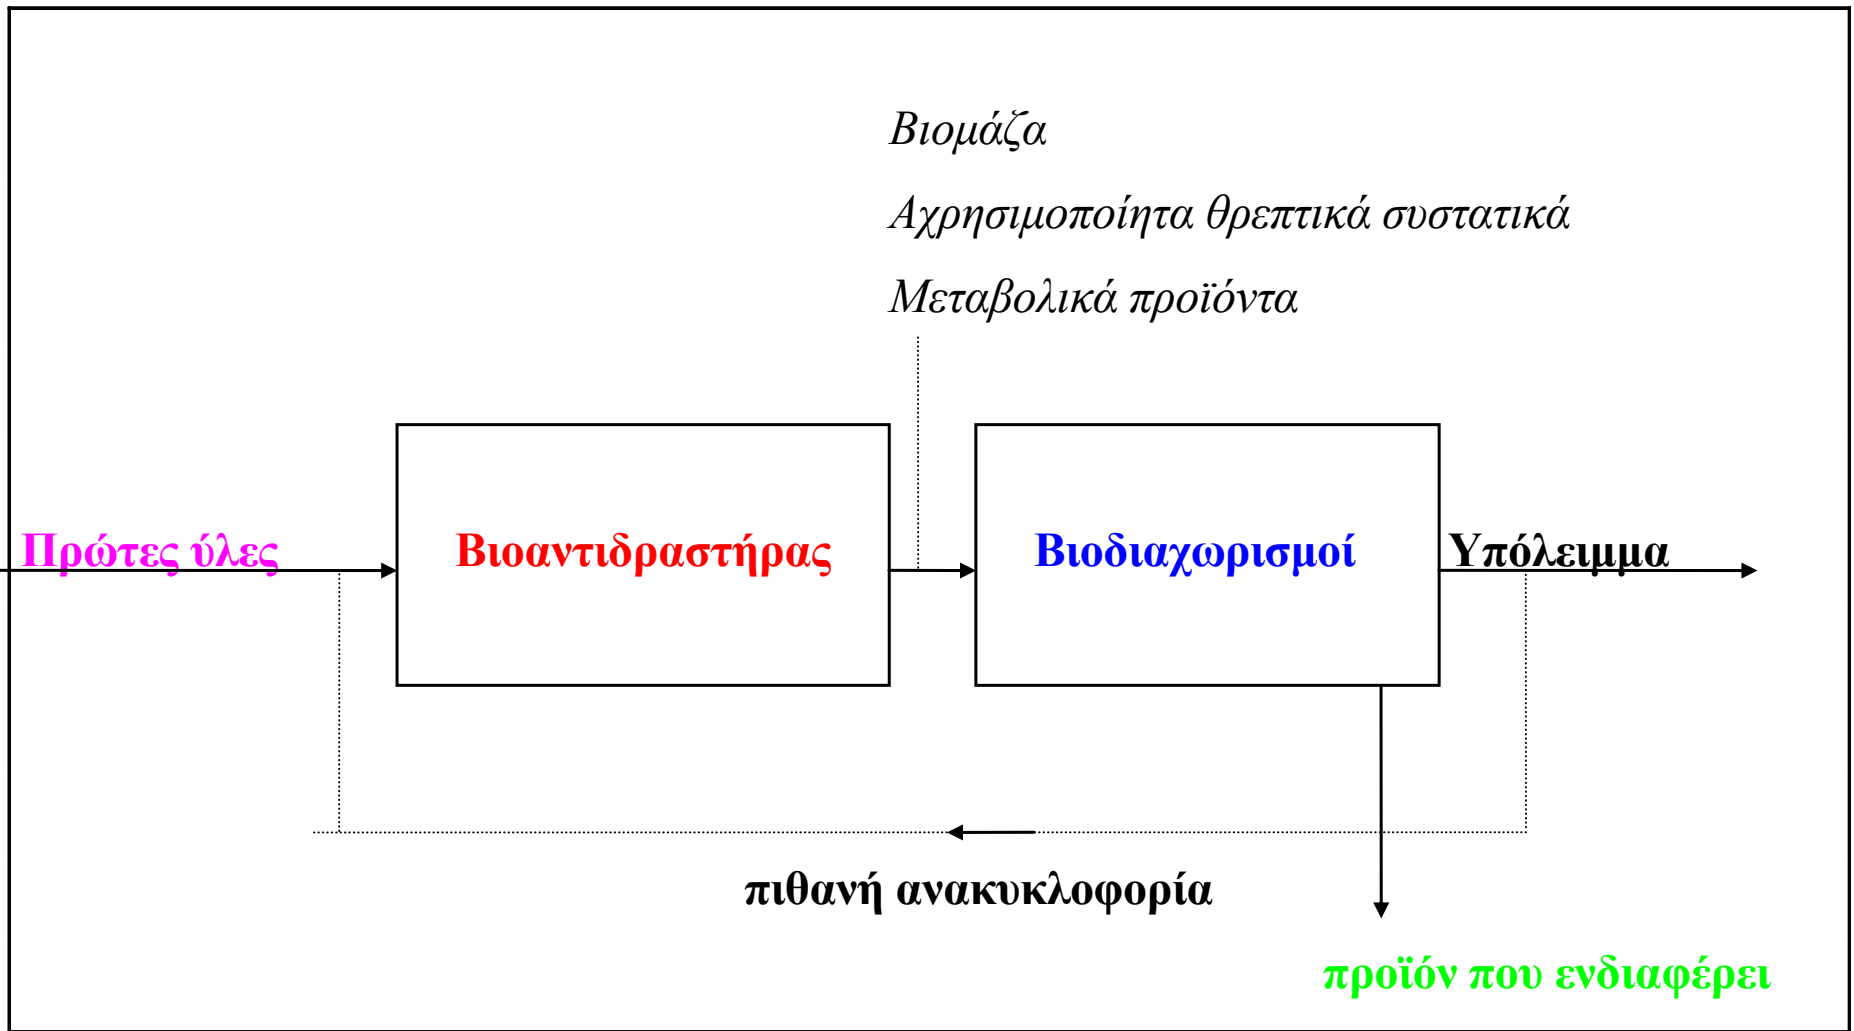 Βιομάζα
Αχρησιμοποίητα θρεπτικά συστατικά
Μεταβολικά προϊόντα
Πρώτες ύλες
Βιοαντιδραστήρας
Βιοδιαχωρισμοί
Υπόλειμμα
πιθανή ανακυκλοφορία
προϊόν που ενδιαφέρει